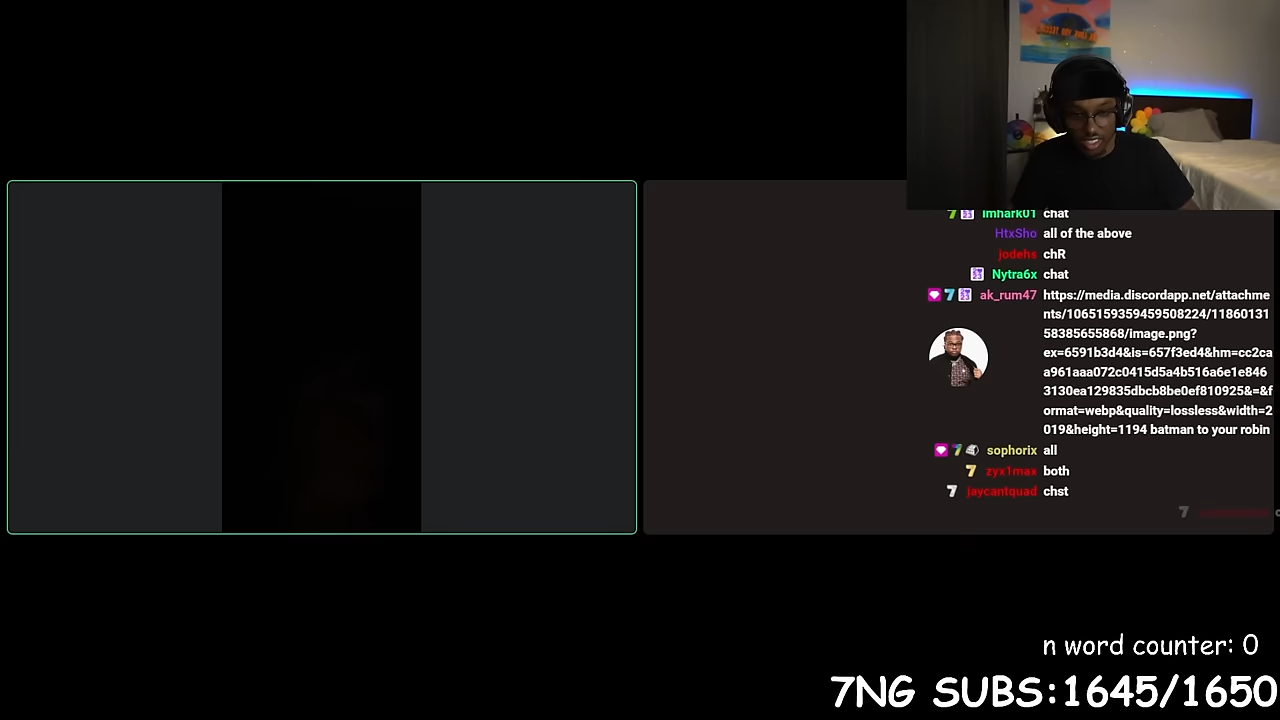 Imhark01 chat
HtxSho all of the above
jodehs chR
Nytra6x chat
ak_rum47 https://media.discordapp.net/attachme
nts/1065159359459508224/11860131
58385655868/image.png?
ex=6591b3d4&is=657f3ed4&hm=cc2ca
a961aaa072c0415d5a4b516a6e1e846
3130ea129835dbcb8be0ef810925&=&f
ormat=webp&quality=lossless&width=2
019&height=1194 batman to your robin
sophorix all
zyx1max both
jaycantquad chst
n word counter: 0
7NG SUBS:1645/1650